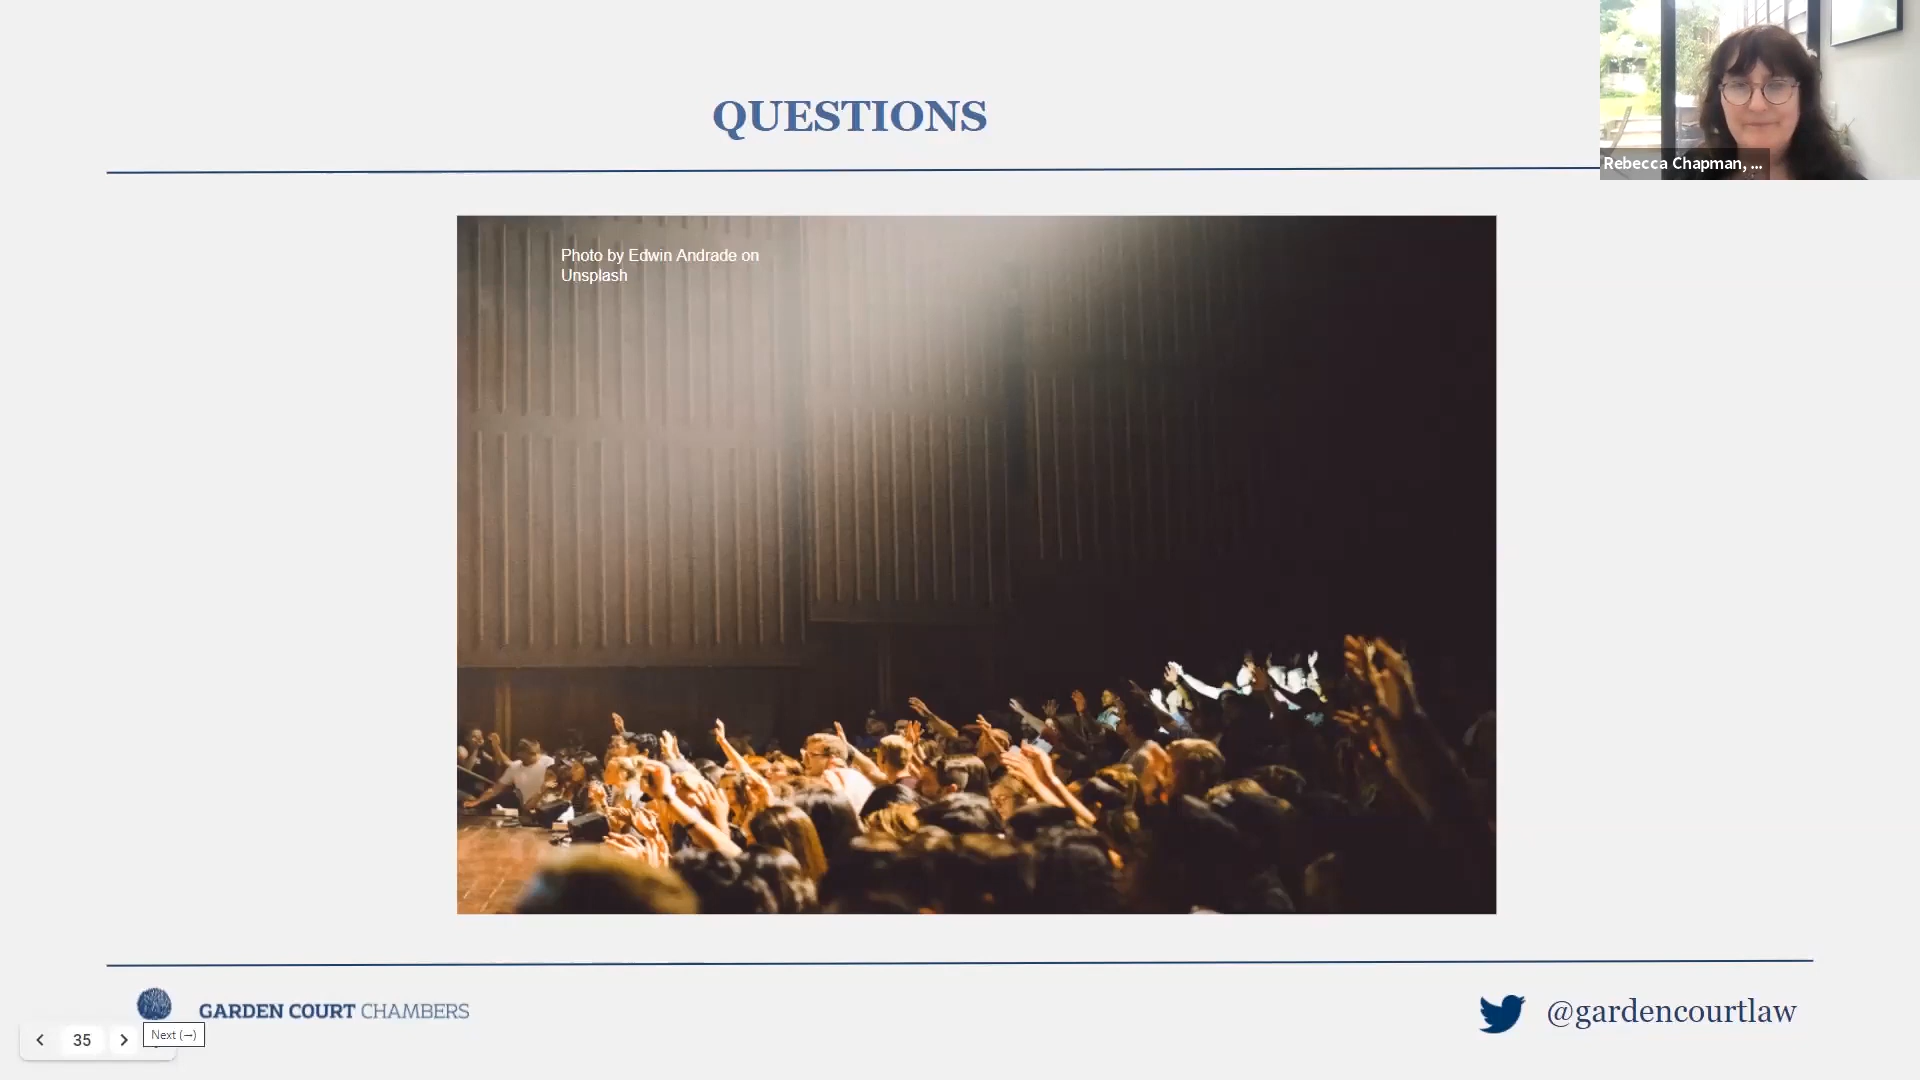 QUESTIONS
Rebecca Chapman, ...
Photo by Edwin Andrade on
Unsplash
GARDEN COURT CHAMBERS
@gardencourtlaw
35
Next (→)